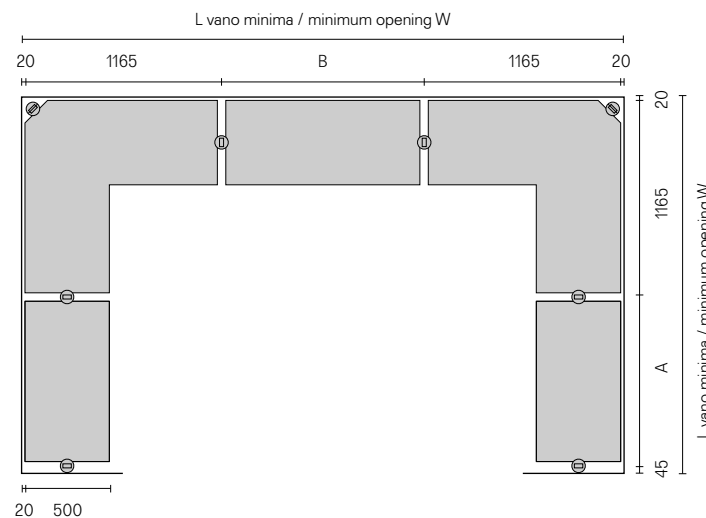 L vano minima / minimum opening W
20 1165 B 1165 20
20
1165
A
45
L vano minima / minimum opening W
20 500